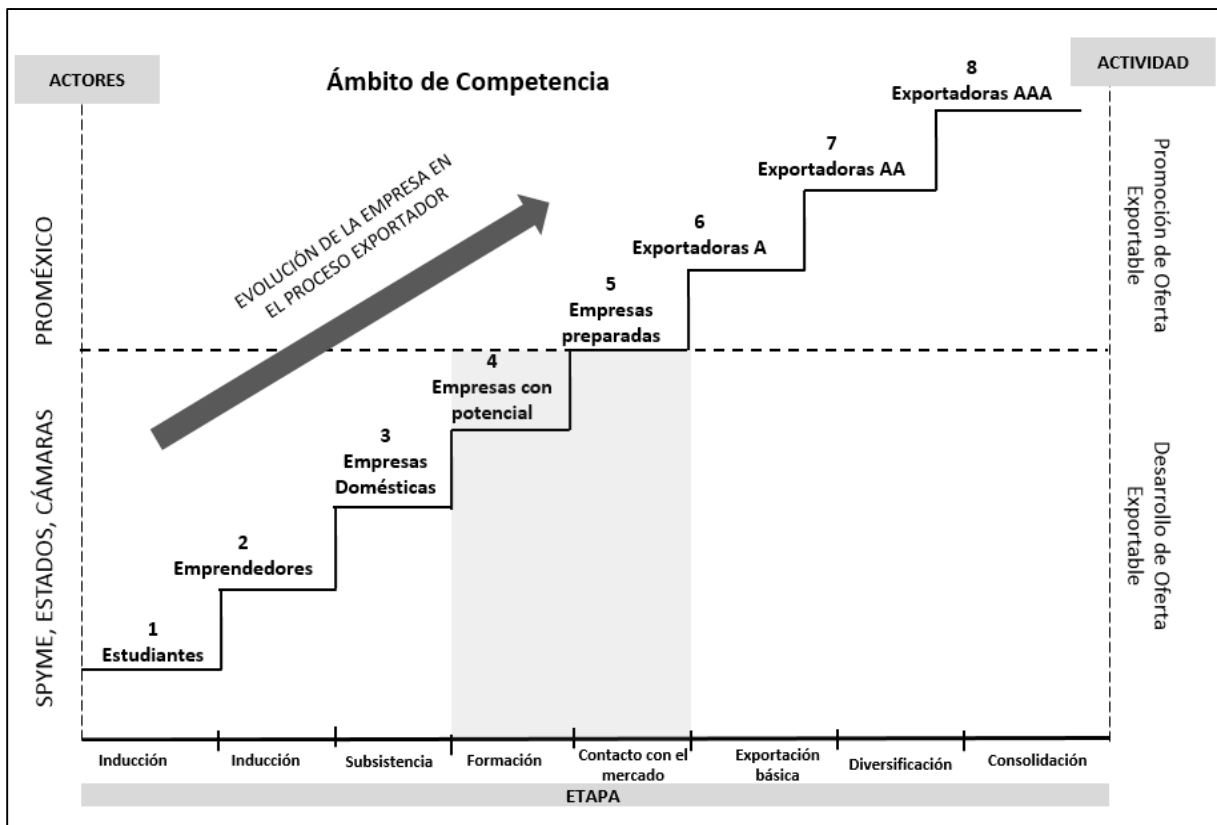 ACTORES
Ámbito de Competencia
ACTIVIDAD
8
Exportadoras AAA
7
Exportadoras AA
6
Exportadoras A
5
Empresas
preparadas
4
Empresas con
potencial
3
Empresas
Domésticas
2
Emprendedores
1
Estudiantes
EVOLUCIÓN DE LA EMPRESA EN
EL PROCESO EXPORTADOR
PROMÉXICO
SPYME, ESTADOS, CÁMARAS
Promoción de Oferta
Exportable
Desarrollo de Oferta
Exportable
Inducción
Inducción
Subsistencia
Formación
Contacto con el
mercado
Exportación
básica
Diversificación
Consolidación
ETAPA